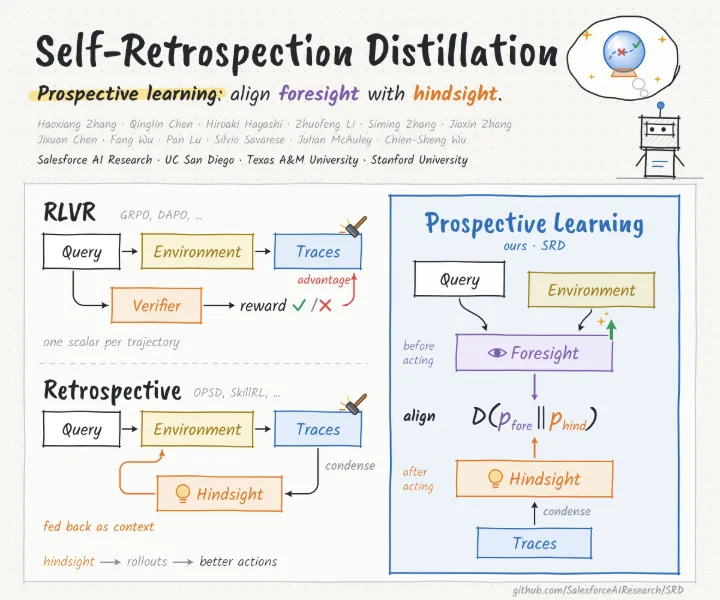 Self-Retrospection Distillation
Prospective learning: align foresight with hindsight.
Haoxiang Zhang · Qinglin Chen · Hiroaki Hayashi · Zhuofeng Li · Siming Zhang · Jiaxin Zhang
Jixuan Chen · Fang Wu · Pan Lu · Silvio Savarese · Julian McAuley · Chien-Sheng Wu
Salesforce AI Research · UC San Diego · Texas A&M University · Stanford University
RLVR GRPO, DAPO, ...
Query
Environment
Traces
advantage
Verifier
reward ✓/✗
one scalar per trajectory
Retrospective OPSD, SkillRL, ...
Query
Environment
Traces
condense
Hindsight
fed back as context
hindsight → rollouts → better actions
Prospective Learning
ours · SRD
Query
Environment
before
acting
Foresight
align
D(p_fore || p_hind)
after
acting
Hindsight
condense
Traces
github.com/SalesforceAIResearch/SRD